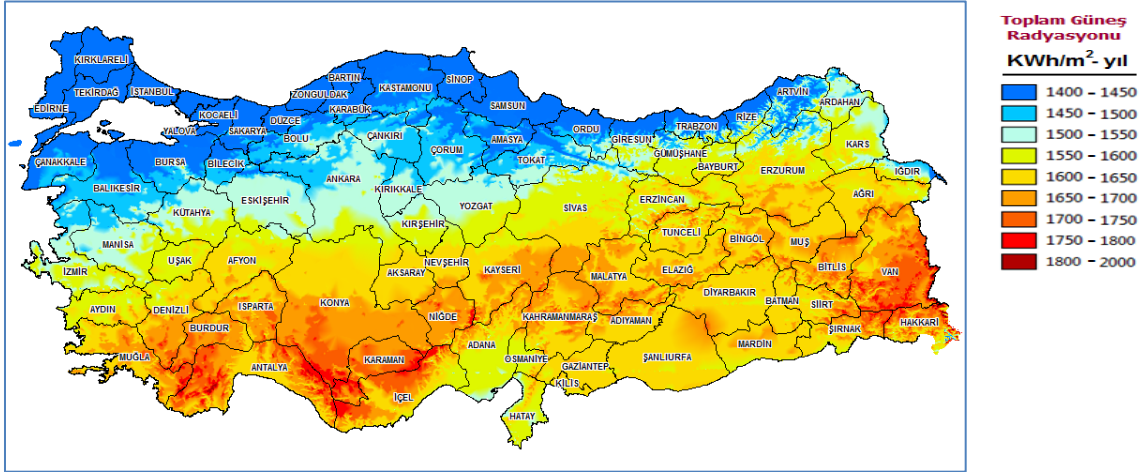 Toplam Güneş
Radyasyonu
KWh/m²- yıl
1400 - 1450
1450 - 1500
1500 - 1550
1550 - 1600
1600 - 1650
1650 - 1700
1700 - 1750
1750 - 1800
1800 - 2000
KIRKLARELİ
EDİRNE
TEKİRDAĞ
İSTANBUL
KOCAELİ
YALOVA
SAKARYA
DÜZCE
ZONGULDAK
BARTIN
KARABÜK
KASTAMONU
SİNOP
SAMSUN
ORDU
GİRESUN
TRABZON
RİZE
ARTVİN
ARDAHAN
ÇANAKKALE
BURSA
BİLECİK
BOLU
ÇANKIRI
ÇORUM
AMASYA
TOKAT
GÜMÜŞHANE
BAYBURT
ERZURUM
KARS
IĞDIR
BALIKESİR
KÜTAHYA
ESKİŞEHİR
ANKARA
KIRIKKALE
YOZGAT
SİVAS
ERZİNCAN
AĞRI
MANİSA
UŞAK
AFYON
KIRŞEHİR
NEVŞEHİR
KAYSERİ
TUNCELİ
BİNGÖL
MUŞ
İZMİR
AKSARAY
MALATYA
ELAZIĞ
BİTLİS
VAN
AYDIN
DENİZLİ
ISPARTA
KONYA
NİĞDE
KAHRAMANMARAŞ
ADIYAMAN
DİYARBAKIR
BATMAN
SİİRT
HAKKARİ
MUĞLA
BURDUR
ANTALYA
KARAMAN
ADANA
OSMANİYE
GAZİANTEP
ŞANLIURFA
MARDİN
ŞIRNAK
İÇEL
KİLİS
HATAY